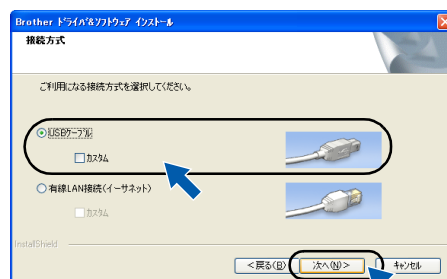 Brother ドライバ&ソフトウェア インストール
接続方式
ご利用になる接続方式を選択してください。
USBケーブル
カスタム
有線LAN接続(イーサネット)
カスタム
InstallShield
<戻る(B) 次へ(N)> キャンセル